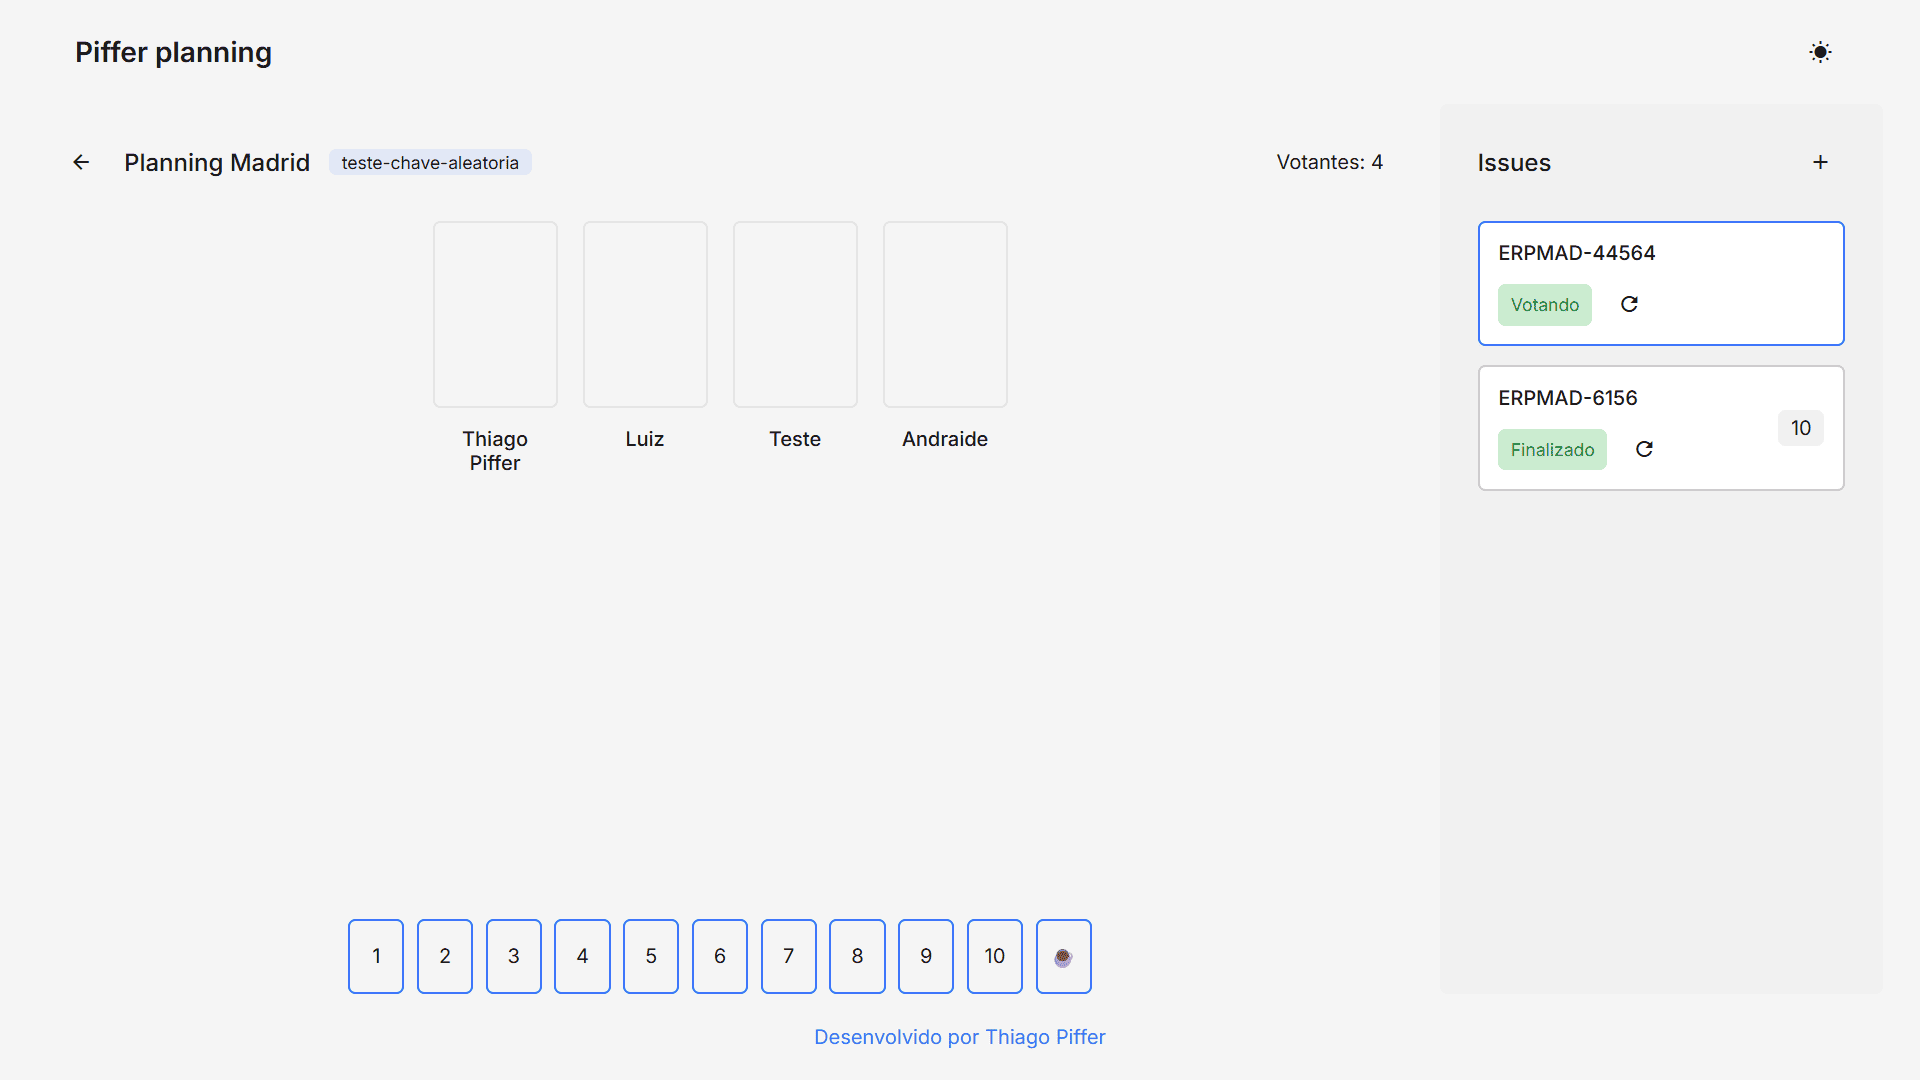 Piffer planning
Planning Madrid
teste-chave-aleatoria
Votantes: 4
Thiago
Piffer
Luiz
Teste
Andraide
1
2
3
4
5
6
7
8
9
10
Issues
+
ERPMAD-44564
Votando
ERPMAD-6156
Finalizado
10
Desenvolvido por Thiago Piffer